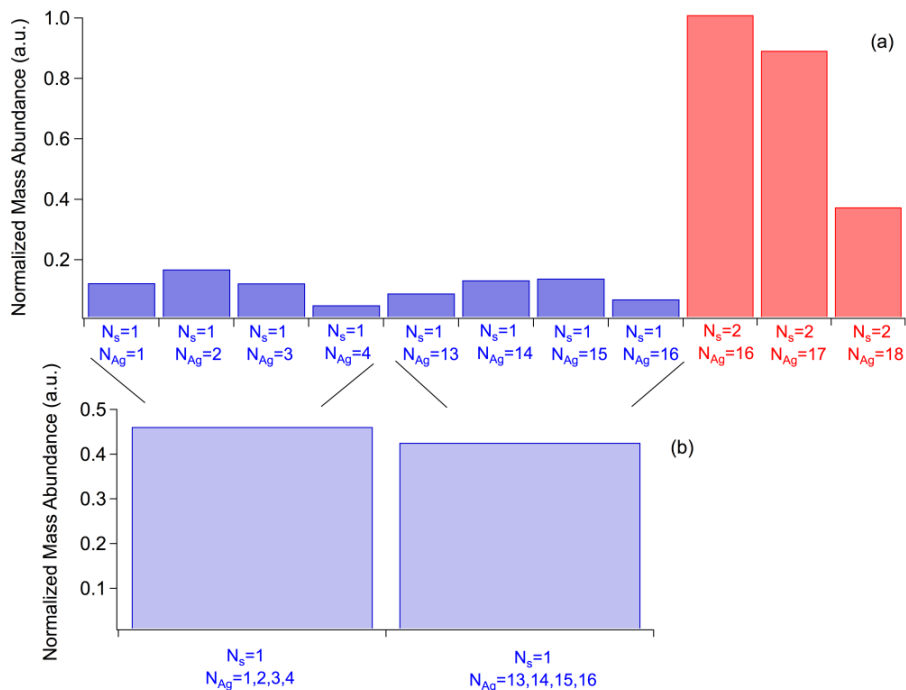 Normalized Mass Abundance (a.u.)
1.0
0.8
0.6
0.4
0.2
(a)
Ns=1 Ns=1 Ns=1 Ns=1 Ns=1 Ns=1 Ns=1 Ns=1 Ns=2 Ns=2 Ns=2
NAg=1 NAg=2 NAg=3 NAg=4 NAg=13 NAg=14 NAg=15 NAg=16 NAg=16 NAg=17 NAg=18
Normalized Mass Abundance (a.u.)
0.5
0.4
0.3
0.2
0.1
(b)
Ns=1 Ns=1
NAg=1,2,3,4 NAg=13,14,15,16